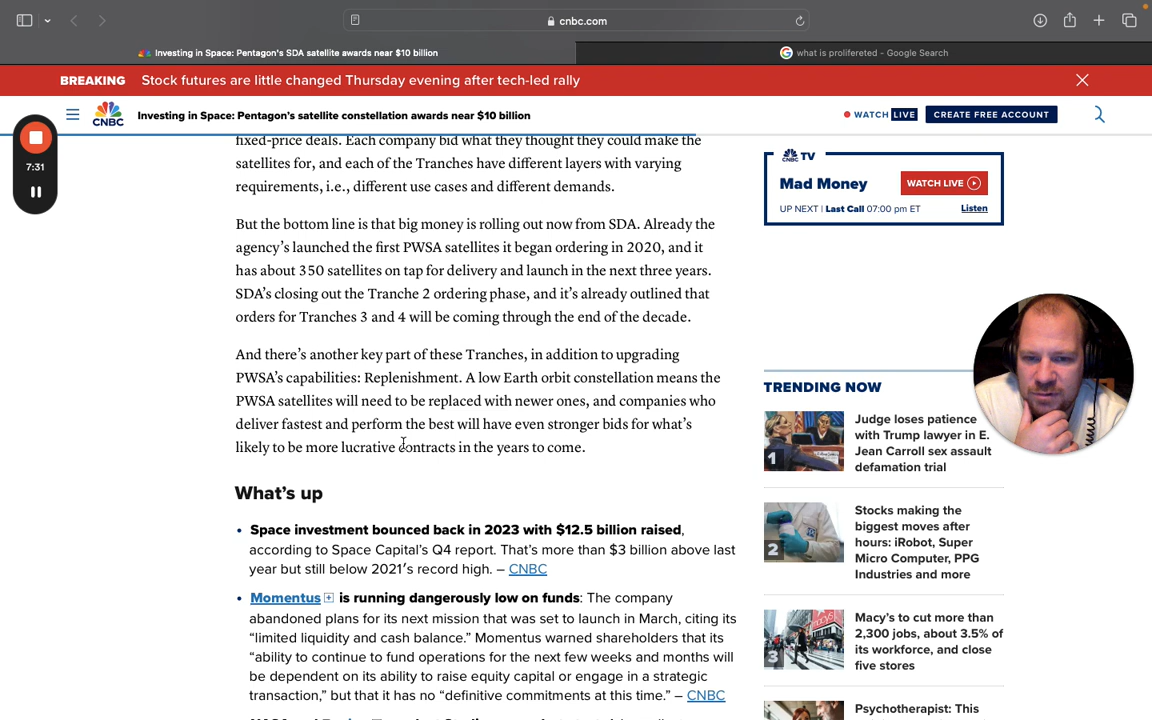 cnbc.com
Investing in Space: Pentagon's SDA satellite awards near $10 billion
what is prolifereted - Google Search
BREAKING Stock futures are little changed Thursday evening after tech-led rally
CNBC
Investing in Space: Pentagon's satellite constellation awards near $10 billion
WATCH LIVE
CREATE FREE ACCOUNT
7:31
fixed-price deals. Each company bid what they thought they could make the
satellites for, and each of the Tranches have different layers with varying
requirements, i.e., different use cases and different demands.
But the bottom line is that big money is rolling out now from SDA. Already the
agency's launched the first PWSA satellites it began ordering in 2020, and it
has about 350 satellites on tap for delivery and launch in the next three years.
SDA's closing out the Tranche 2 ordering phase, and it's already outlined that
orders for Tranches 3 and 4 will be coming through the end of the decade.
And there's another key part of these Tranches, in addition to upgrading
PWSA's capabilities: Replenishment. A low Earth orbit constellation means the
PWSA satellites will need to be replaced with newer ones, and companies who
deliver fastest and perform the best will have even stronger bids for what's
likely to be more lucrative contracts in the years to come.
What's up
• Space investment bounced back in 2023 with $12.5 billion raised,
according to Space Capital's Q4 report. That's more than $3 billion above last
year but still below 2021's record high. – CNBC
• Momentus + is running dangerously low on funds: The company
abandoned plans for its next mission that was set to launch in March, citing its
"limited liquidity and cash balance." Momentus warned shareholders that its
"ability to continue to fund operations for the next few weeks and months will
be dependent on its ability to raise equity capital or engage in a strategic
transaction," but that it has no "definitive commitments at this time." – CNBC
CNBC TV
Mad Money
WATCH LIVE
UP NEXT | Last Call 07:00 pm ET
Listen
TRENDING NOW
1
Judge loses patience
with Trump lawyer in E.
Jean Carroll sex assault
defamation trial
2
Stocks making the
biggest moves after
hours: iRobot, Super
Micro Computer, PPG
Industries and more
3
Macy's to cut more than
2,300 jobs, about 3.5% of
its workforce, and close
five stores
Psychotherapist: This